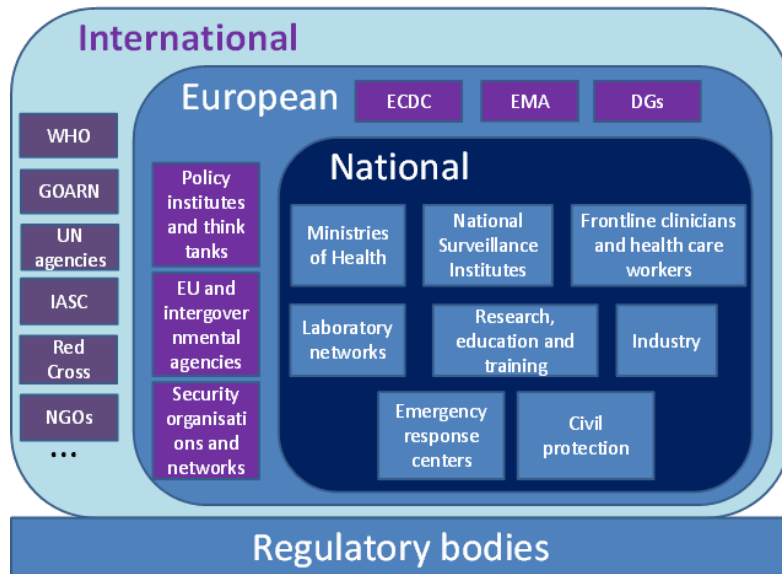 International
European
ECDC
EMA
DGs
WHO
GOARN
UN
agencies
IASC
Red
Cross
NGOs
...
Policy
institutes
and think
tanks
EU and
intergover
nmental
agencies
Security
organisati
ons and
networks
National
Ministries
of Health
National
Surveillance
Institutes
Frontline clinicians
and health care
workers
Laboratory
networks
Research,
education and
training
Industry
Emergency
response
centers
Civil
protection
Regulatory bodies